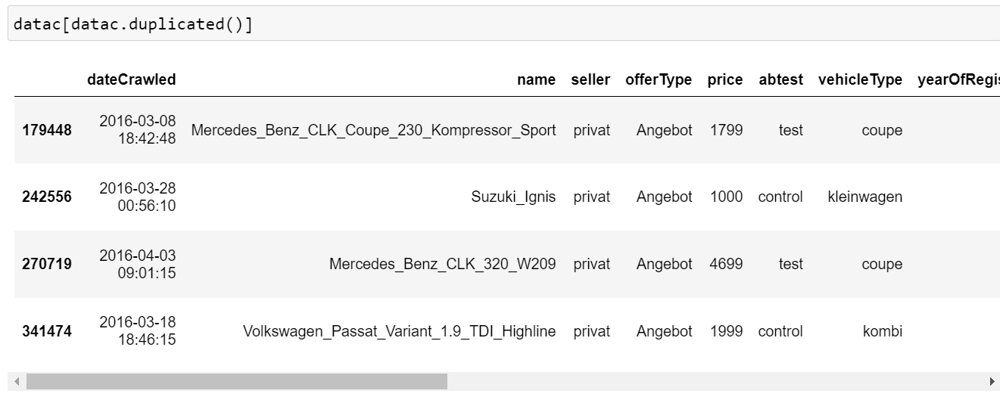 datac[datac.duplicated()]
dateCrawled name seller offerType price abtest vehicleType yearOfRegis
179448 2016-03-08 18:42:48 Mercedes_Benz_CLK_Coupe_230_Kompressor_Sport privat Angebot 1799 test coupe
242556 2016-03-28 00:56:10 Suzuki_Ignis privat Angebot 1000 control kleinwagen
270719 2016-04-03 09:01:15 Mercedes_Benz_CLK_320_W209 privat Angebot 4699 test coupe
341474 2016-03-18 18:46:15 Volkswagen_Passat_Variant_1.9_TDI_Highline privat Angebot 1999 control kombi